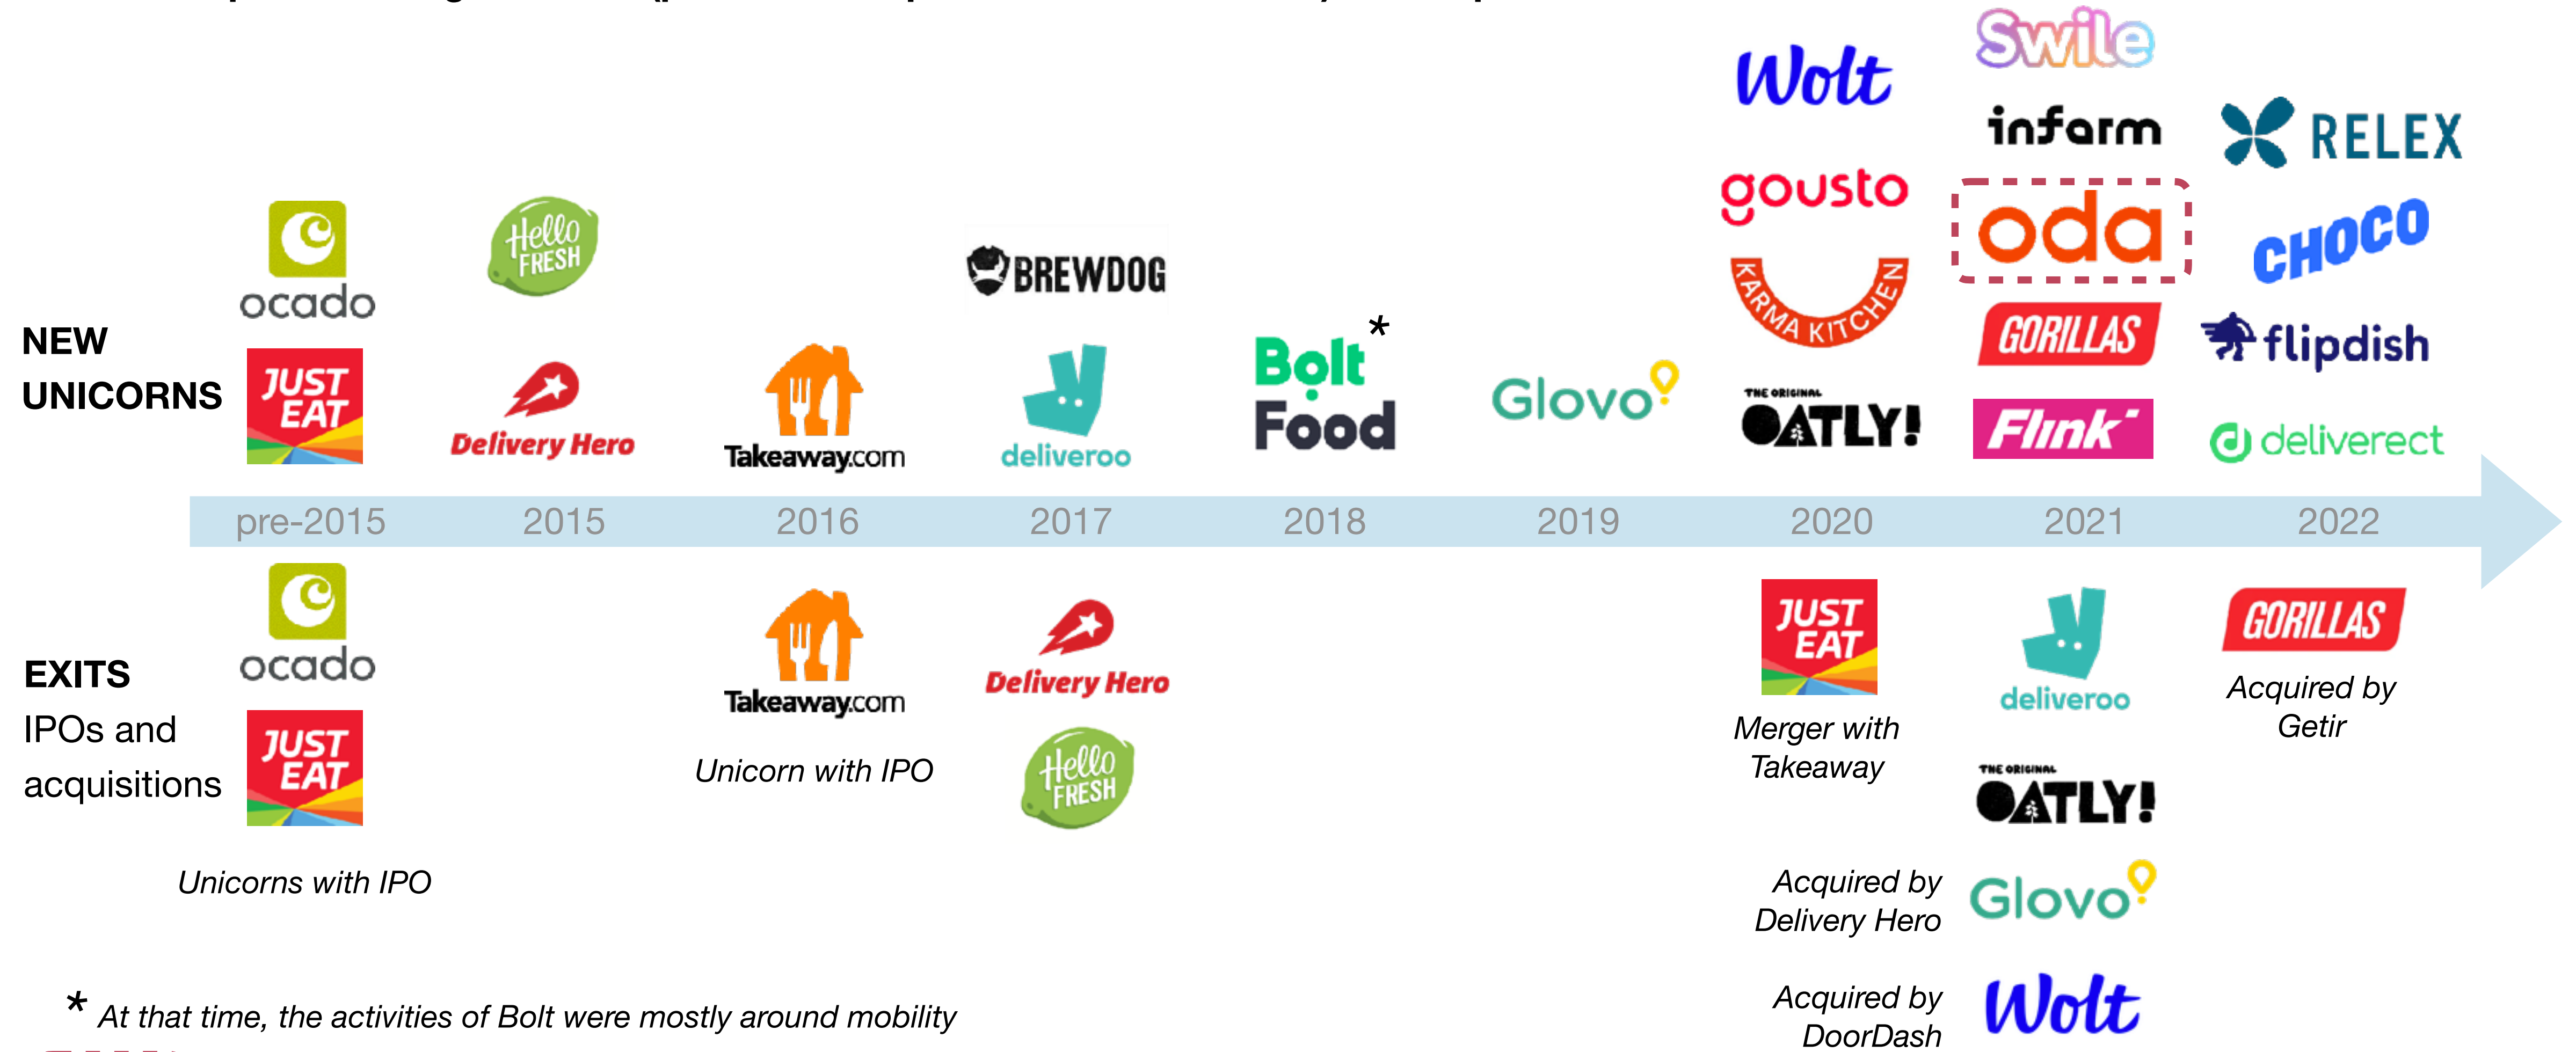 Swile
Wolt
infarm
RELEX
gousto
oda
CHOCO
Hello
FRESH
ocado
BREWDOG
KARMA KITCHEN
GORILLAS
flipdish
NEW
UNICORNS
JUST
EAT
Delivery Hero
Takeaway.com
deliveroo
Bolt *
Food
Glovo
THE ORIGINAL
OATLY!
Flink
deliverect
pre-2015 2015 2016 2017 2018 2019 2020 2021 2022
ocado
Takeaway.com
Delivery Hero
JUST
EAT
deliveroo
GORILLAS
EXITS
IPOs and
acquisitions
JUST
EAT
Unicorns with IPO
Unicorn with IPO
Hello
FRESH
Merger with
Takeaway
Acquired by
Getir
THE ORIGINAL
OATLY!
Acquired by
Delivery Hero
Glovo
Acquired by
DoorDash
Wolt
* At that time, the activities of Bolt were mostly around mobility